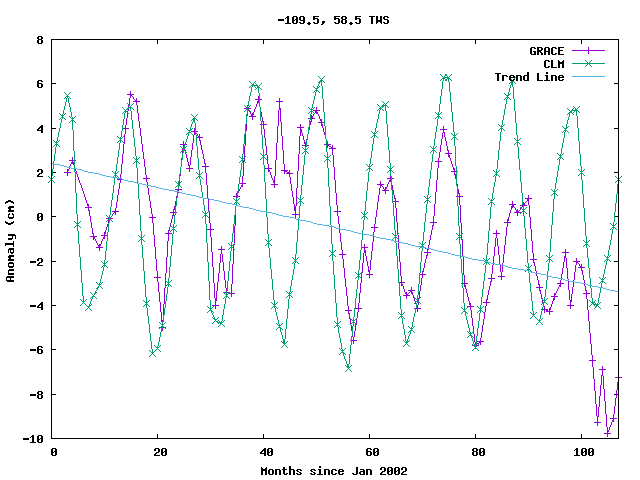 -109.5, 58.5 TWS
GRACE
CLM
Trend Line
8
6
4
2
0
-2
-4
-6
-8
-10
Anomaly (cm)
0 20 40 60 80 100
Months since Jan 2002